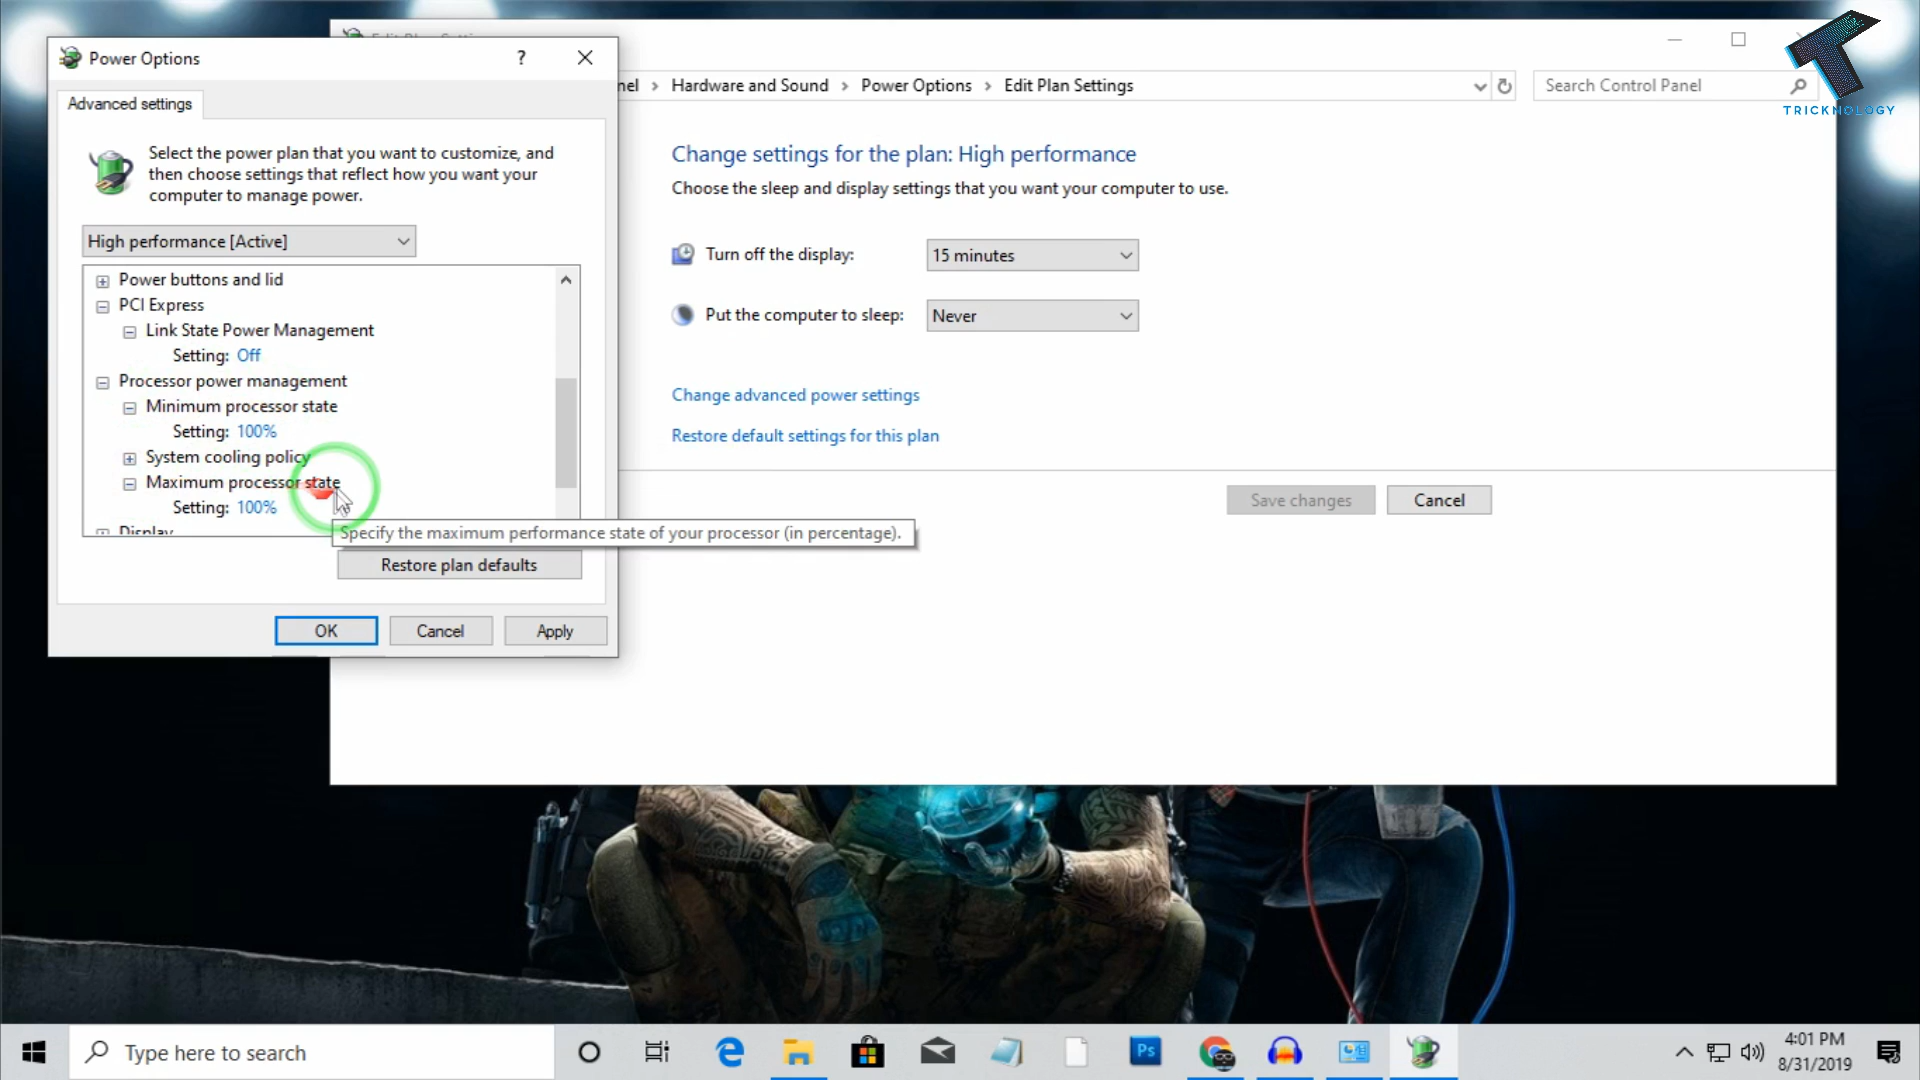 Power Options
?
Advanced settings
Select the power plan that you want to customize, and
then choose settings that reflect how you want your
computer to manage power.
High performance [Active]
Power buttons and lid
PCI Express
Link State Power Management
Setting: Off
Processor power management
Minimum processor state
Setting: 100%
System cooling policy
Maximum processor state
Setting: 100%
Display
Specify the maximum performance state of your processor (in percentage).
Restore plan defaults
OK
Cancel
Apply
Hardware and Sound
Power Options
Edit Plan Settings
Search Control Panel
TRICKNOLOGY
Change settings for the plan: High performance
Choose the sleep and display settings that you want your computer to use.
Turn off the display:
15 minutes
Put the computer to sleep:
Never
Change advanced power settings
Restore default settings for this plan
Save changes
Cancel
Type here to search
Ps
4:01 PM
8/31/2019